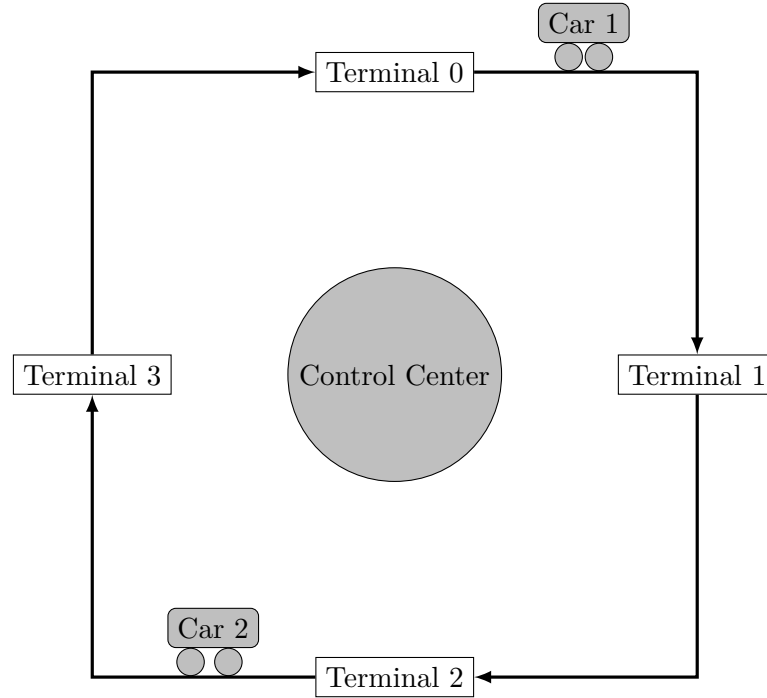 Car 1
Terminal 0
Terminal 3
Control Center
Terminal 1
Car 2
Terminal 2